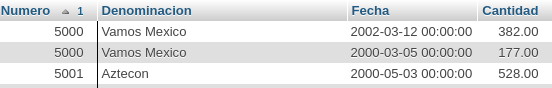 Numero 1 Denominacion Fecha Cantidad
5000 Vamos Mexico 2002-03-12 00:00:00 382.00
5000 Vamos Mexico 2000-03-05 00:00:00 177.00
5001 Aztecon 2000-05-03 00:00:00 528.00